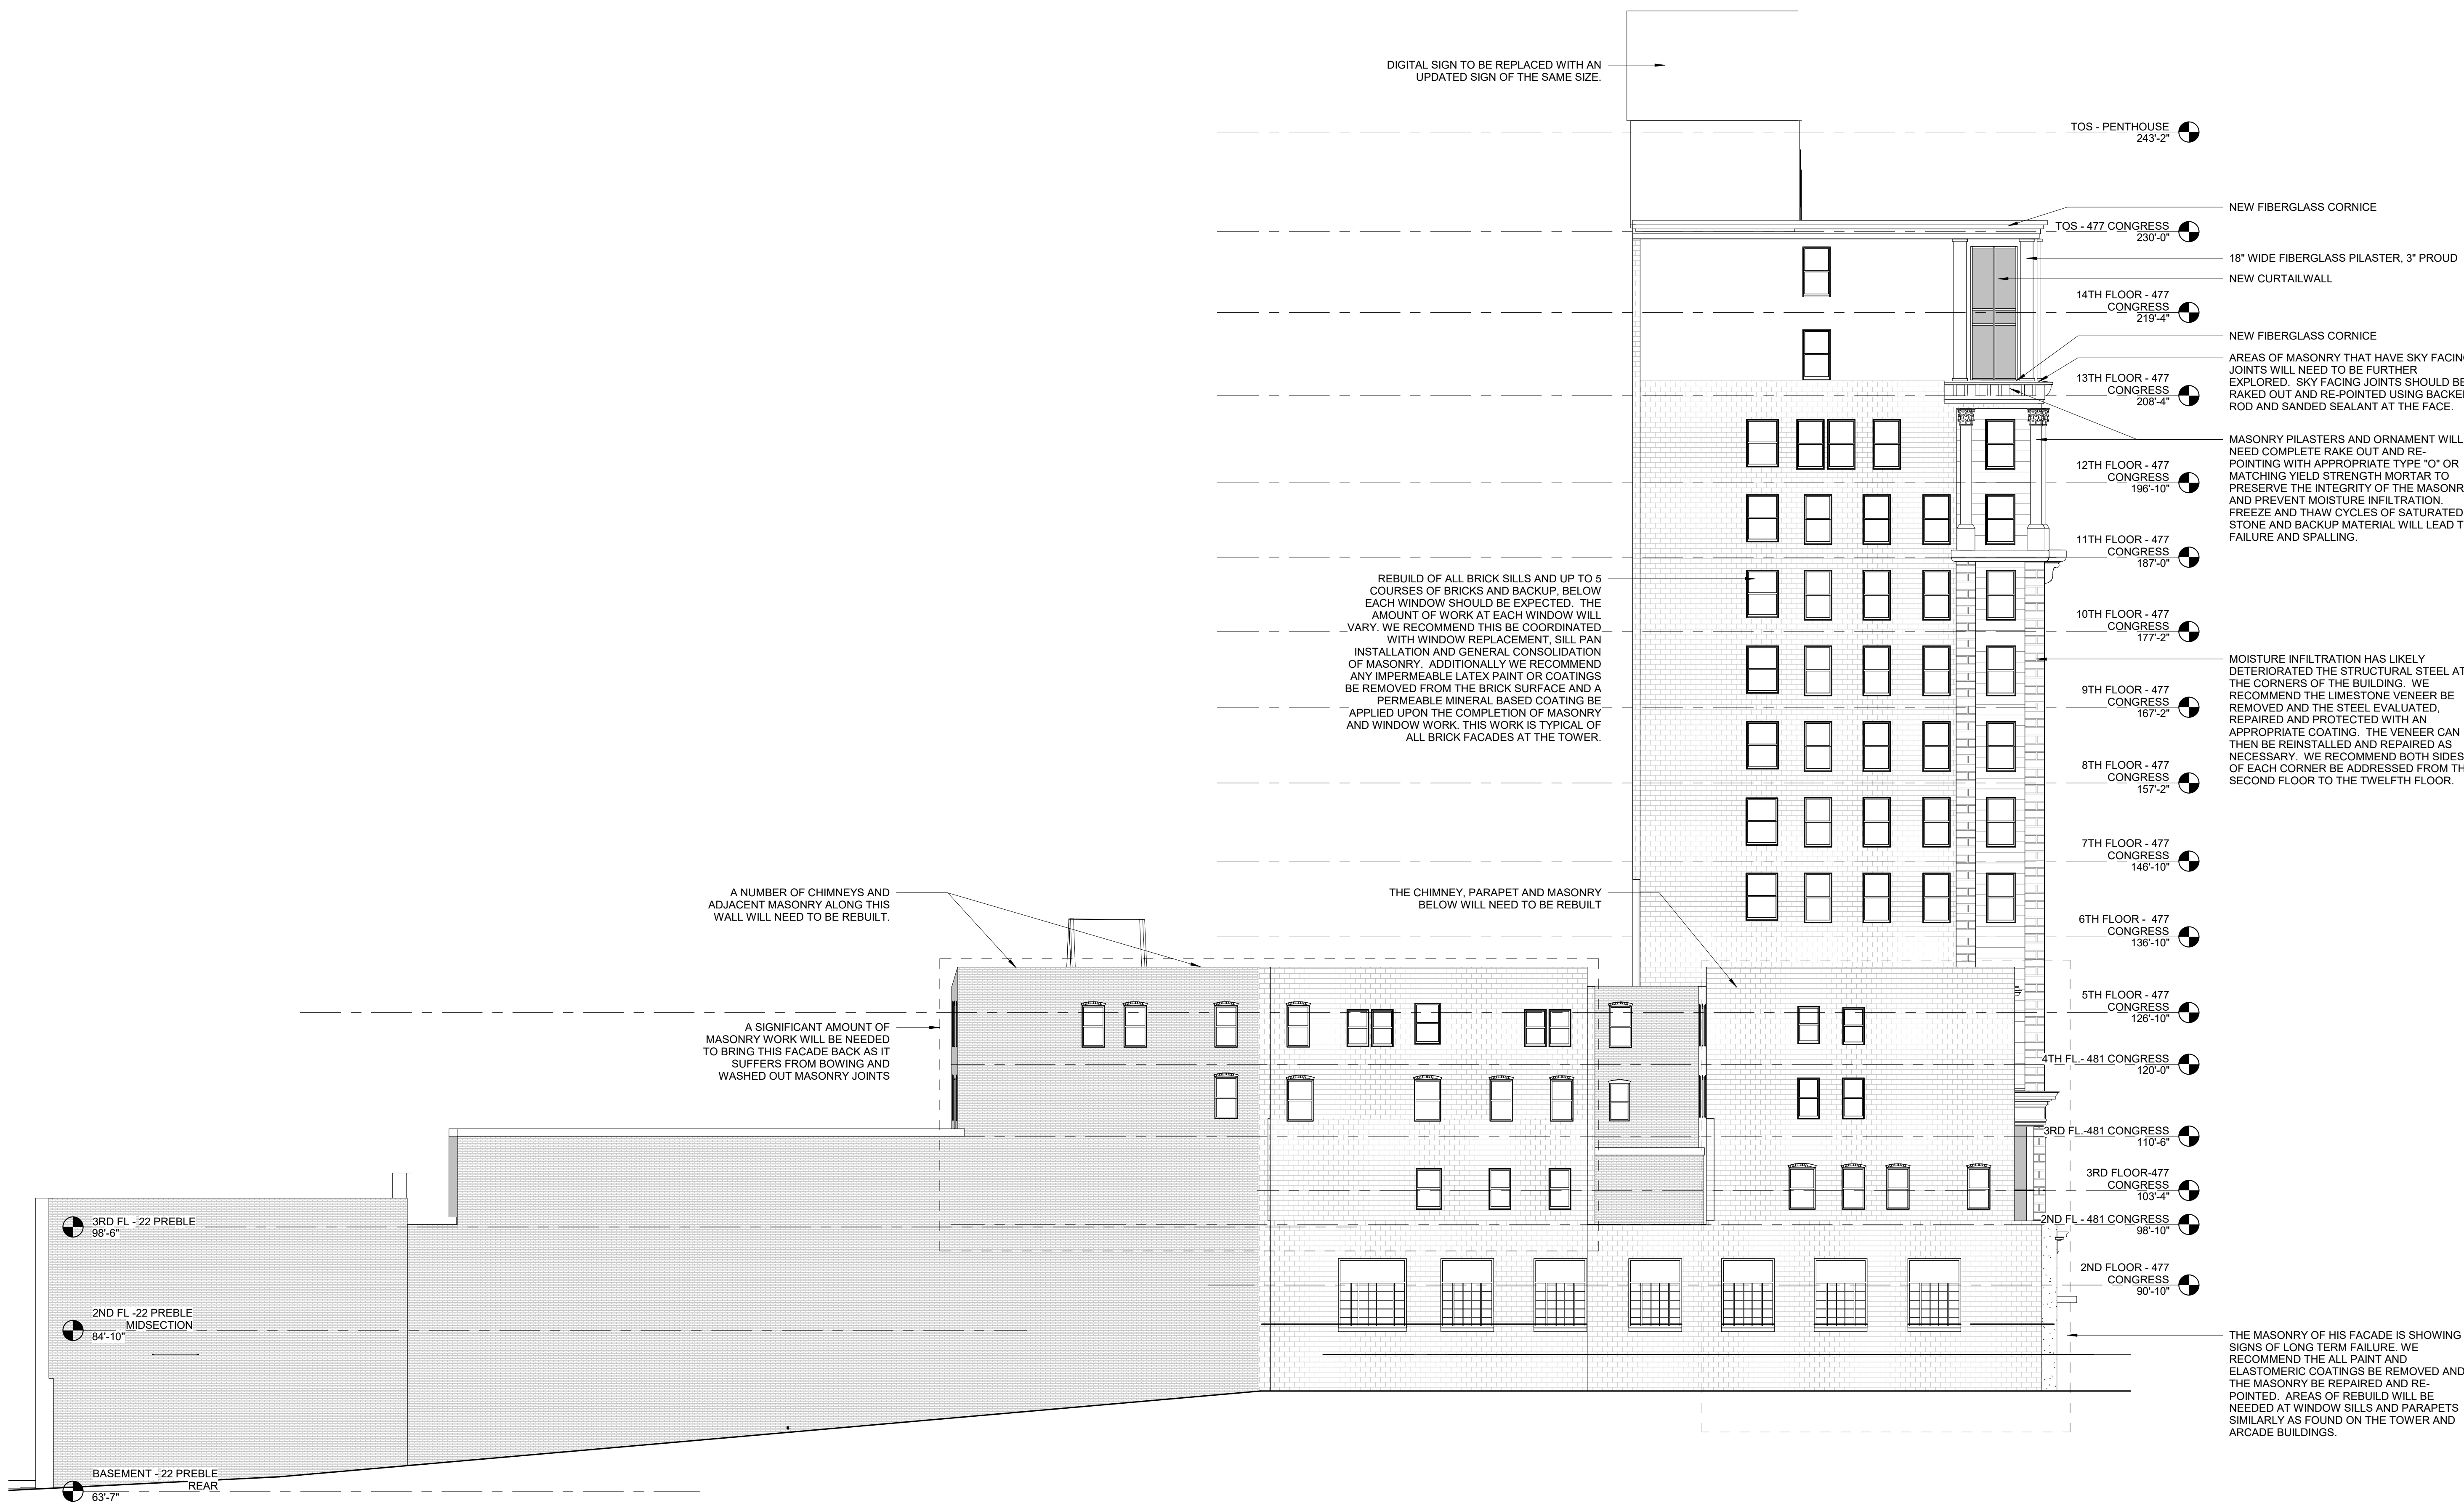 DIGITAL SIGN TO BE REPLACED WITH AN
UPDATED SIGN OF THE SAME SIZE.
TOS - PENTHOUSE
243'-2"
NEW FIBERGLASS CORNICE
TOS - 477 CONGRESS
230'-0"
18" WIDE FIBERGLASS PILASTER, 3" PROUD
NEW CURTAILWALL
14TH FLOOR - 477
CONGRESS
219'-4"
NEW FIBERGLASS CORNICE
AREAS OF MASONRY THAT HAVE SKY
JOINTS WILL NEED TO BE FURTHER
EXPLORED. SKY FACING JOINTS SHOULD
RAKED OUT AND RE-POINTED USING
ROD AND SANDED SEALANT AT THE FACE.
13TH FLOOR - 477
CONGRESS
208'-4"
MASONRY PILASTERS AND ORNAMENT WILL
NEED COMPLETE RAKE OUT AND RE-
POINTING WITH APPROPRIATE TYPE "O" OR
MATCHING YIELD STRENGTH MORTAR TO
PRESERVE THE INTEGRITY OF THE
AND PREVENT MOISTURE INFILTRATION.
FREEZE AND THAW CYCLES OF SATURATED
STONE AND BACKUP MATERIAL WILL LEAD
FAILURE AND SPALLING.
12TH FLOOR - 477
CONGRESS
196'-10"
11TH FLOOR - 477
CONGRESS
187'-0"
REBUILD OF ALL BRICK SILLS AND UP TO 5
COURSES OF BRICKS AND BACKUP, BELOW
EACH WINDOW SHOULD BE EXPECTED. THE
AMOUNT OF WORK AT EACH WINDOW WILL
VARY. WE RECOMMEND THIS BE COORDINATED
WITH WINDOW REPLACEMENT, SILL PAN
INSTALLATION AND GENERAL CONSOLIDATION
OF MASONRY. ADDITIONALLY WE RECOMMEND
ANY IMPERMEABLE LATEX PAINT OR COATINGS
BE REMOVED FROM THE BRICK SURFACE AND A
PERMEABLE MINERAL BASED COATING BE
APPLIED UPON THE COMPLETION OF MASONRY
AND WINDOW WORK. THIS WORK IS TYPICAL OF
ALL BRICK FACADES AT THE TOWER.
10TH FLOOR - 477
CONGRESS
177'-2"
MOISTURE INFILTRATION HAS LIKELY
DETERIORATED THE STRUCTURAL STEEL
THE CORNERS OF THE BUILDING. WE
RECOMMEND THE LIMESTONE VENEER BE
REMOVED AND THE STEEL EVALUATED,
REPAIRED AND PROTECTED WITH AN
APPROPRIATE COATING. THE VENEER CAN
THEN BE REINSTALLED AND REPAIRED AS
NECESSARY. WE RECOMMEND BOTH SIDES
OF EACH CORNER BE ADDRESSED FROM
SECOND FLOOR TO THE TWELFTH FLOOR.
9TH FLOOR - 477
CONGRESS
167'-2"
8TH FLOOR - 477
CONGRESS
157'-2"
7TH FLOOR - 477
CONGRESS
146'-10"
A NUMBER OF CHIMNEYS AND
ADJACENT MASONRY ALONG THIS
WALL WILL NEED TO BE REBUILT.
THE CHIMNEY, PARAPET AND MASONRY
BELOW WILL NEED TO BE REBUILT
6TH FLOOR - 477
CONGRESS
136'-10"
5TH FLOOR - 477
CONGRESS
126'-10"
A SIGNIFICANT AMOUNT OF
MASONRY WORK WILL BE NEEDED
TO BRING THIS FACADE BACK AS IT
SUFFERS FROM BOWING AND
WASHED OUT MASONRY JOINTS
4TH FL.- 481 CONGRESS
120'-0"
3RD FL.-481 CONGRESS
110'-6"
3RD FLOOR-477
CONGRESS
103'-4"
3RD FL - 22 PREBLE
98'-6"
2ND FL - 481 CONGRESS
98'-10"
2ND FLOOR - 477
CONGRESS
90'-10"
2ND FL -22 PREBLE
MIDSECTION
84'-10"
THE MASONRY OF HIS FACADE IS SHOWING
SIGNS OF LONG TERM FAILURE. WE
RECOMMEND THE ALL PAINT AND
ELASTOMERIC COATINGS BE REMOVED AND
THE MASONRY BE REPAIRED AND RE-
POINTED. AREAS OF REBUILD WILL BE
NEEDED AT WINDOW SILLS AND PARAPETS
SIMILARLY AS FOUND ON THE TOWER AND
ARCADE BUILDINGS.
BASEMENT - 22 PREBLE
REAR
63'-7"